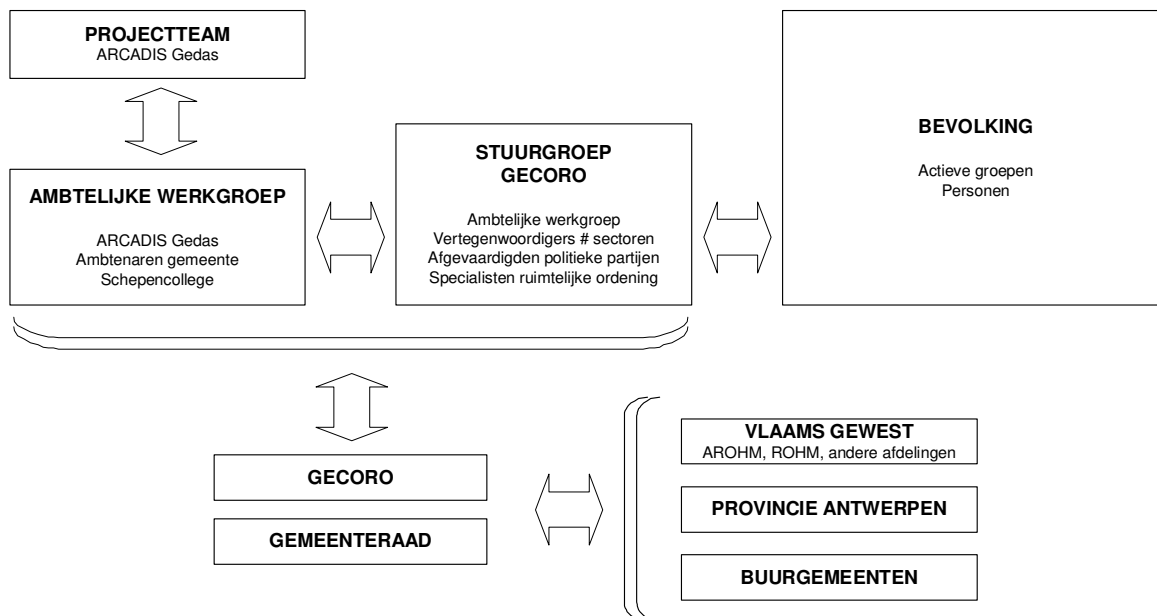 PROJECTTEAM
ARCADIS Gedas
AMBTELIJKE WERKGROEP
ARCADIS Gedas
Ambtenaren gemeente
Schepencollege
STUURGROEP
GECORO
Ambtelijke werkgroep
Vertegenwoordigers # sectoren
Afgevaardigden politieke partijen
Specialisten ruimtelijke ordening
BEVOLKING
Actieve groepen
Personen
GECORO
GEMEENTERAAD
VLAAMS GEWEST
AROHM, ROHM, andere afdelingen
PROVINCIE ANTWERPEN
BUURGEMEENTEN